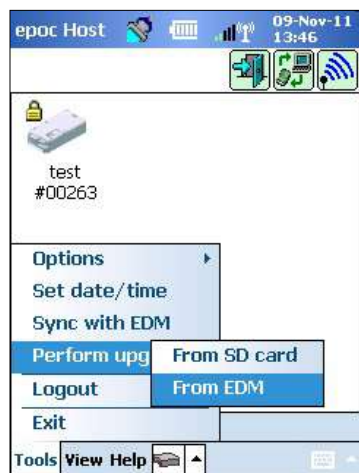 epoc Host
09-Nov-11
13:46
test
#00263
Options
Set date/time
Sync with EDM
Perform upg
From SD card
From EDM
Logout
Exit
Tools View Help